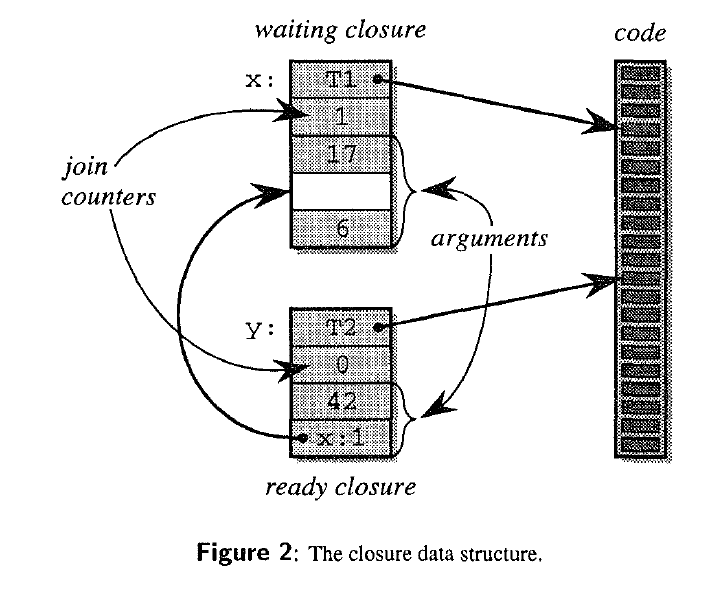 waiting closure
code
x: T1
1
17
6
join
counters
arguments
y: T2
0
42
x:1
ready closure
Figure 2: The closure data structure.